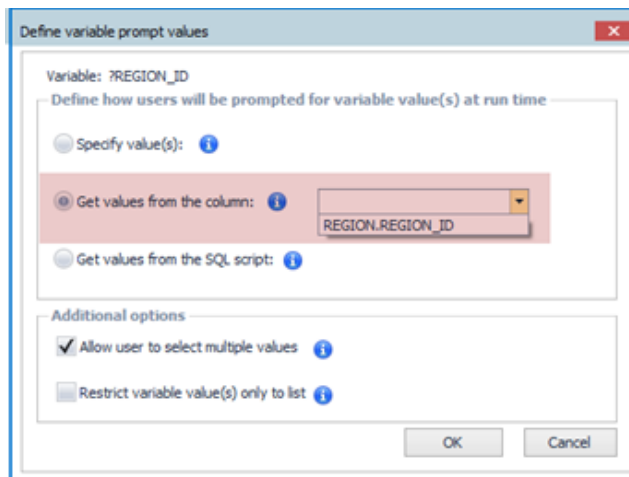 Define variable prompt values
Variable: ?REGION_ID
Define how users will be prompted for variable value(s) at run time
Specify value(s):
Get values from the column:
REGION.REGION_ID
Get values from the SQL script:
Additional options
Allow user to select multiple values
Restrict variable value(s) only to list
OK Cancel